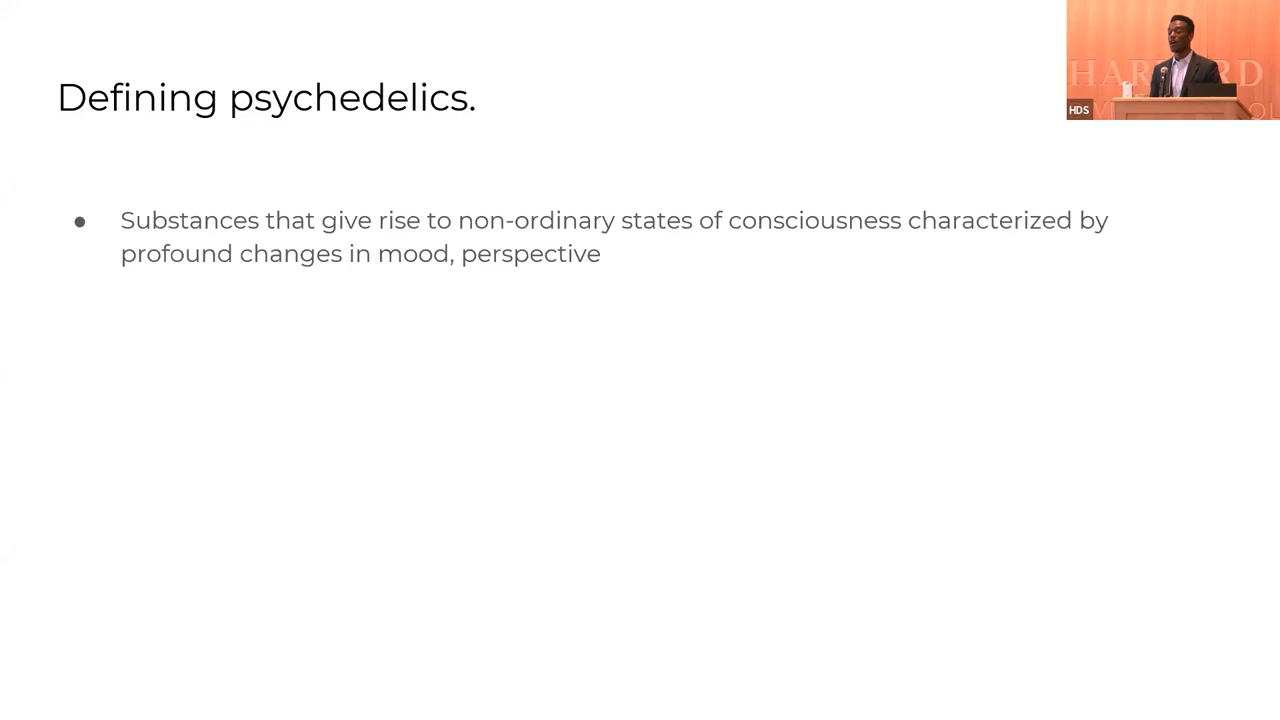 Defining psychedelics.
● Substances that give rise to non-ordinary states of consciousness characterized by
profound changes in mood, perspective
HARVARD
HDS